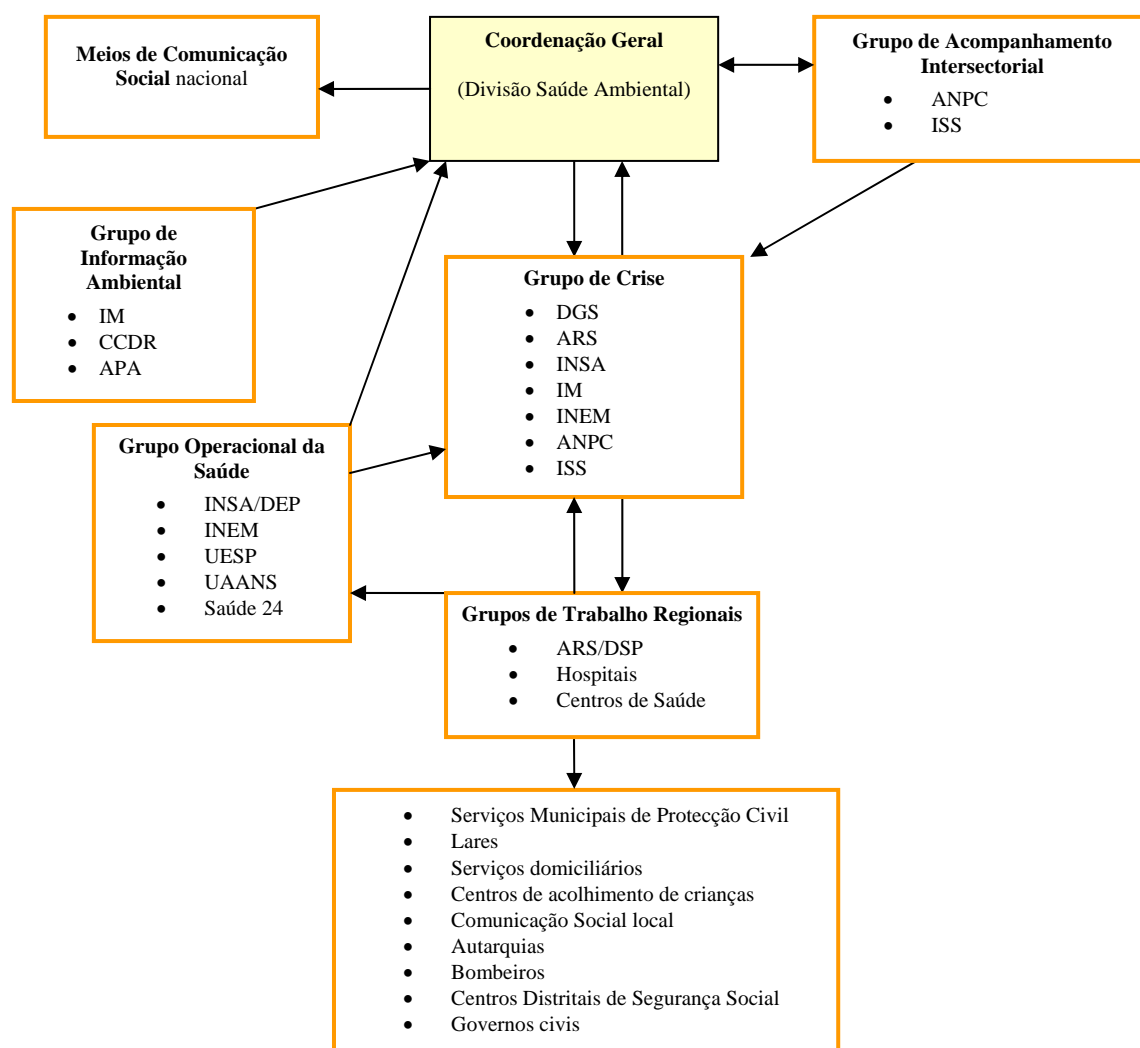 Meios de Comunicação
Social nacional
Coordenação Geral
(Divisão Saúde Ambiental)
Grupo de Acompanhamento
Intersectorial
• ANPC
• ISS
Grupo de
Informação
Ambiental
• IM
• CCDR
• APA
Grupo de Crise
• DGS
• ARS
• INSA
• IM
• INEM
• ANPC
• ISS
Grupo Operacional da
Saúde
• INSA/DEP
• INEM
• UESP
• UAANS
• Saúde 24
Grupos de Trabalho Regionais
• ARS/DSP
• Hospitais
• Centros de Saúde
• Serviços Municipais de Protecção Civil
• Lares
• Serviços domiciliários
• Centros de acolhimento de crianças
• Comunicação Social local
• Autarquias
• Bombeiros
• Centros Distritais de Segurança Social
• Governos civis